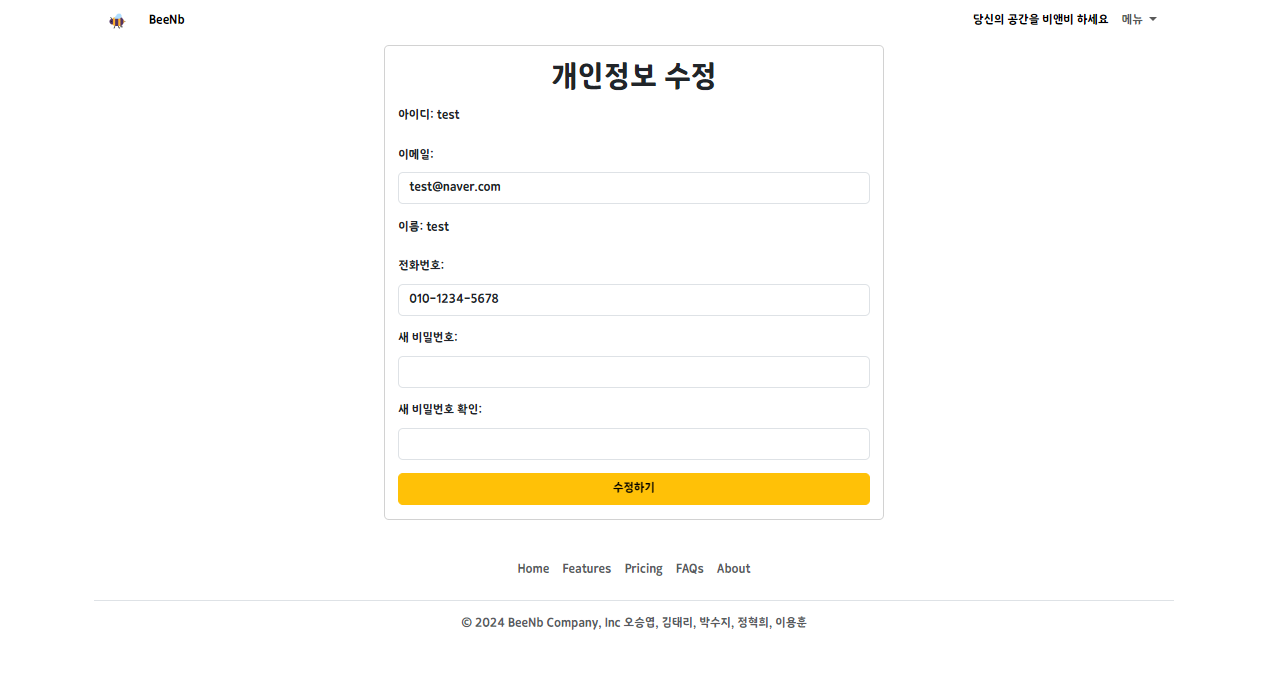 BeeNb
당신의 공간을 비앤비 하세요 메뉴
개인정보 수정
아이디: test
이메일:
test@naver.com
이름: test
전화번호:
010-1234-5678
새 비밀번호:
새 비밀번호 확인:
수정하기
Home Features Pricing FAQs About
© 2024 BeeNb Company, Inc 오승엽, 김태리, 박수지, 정혁희, 이용훈